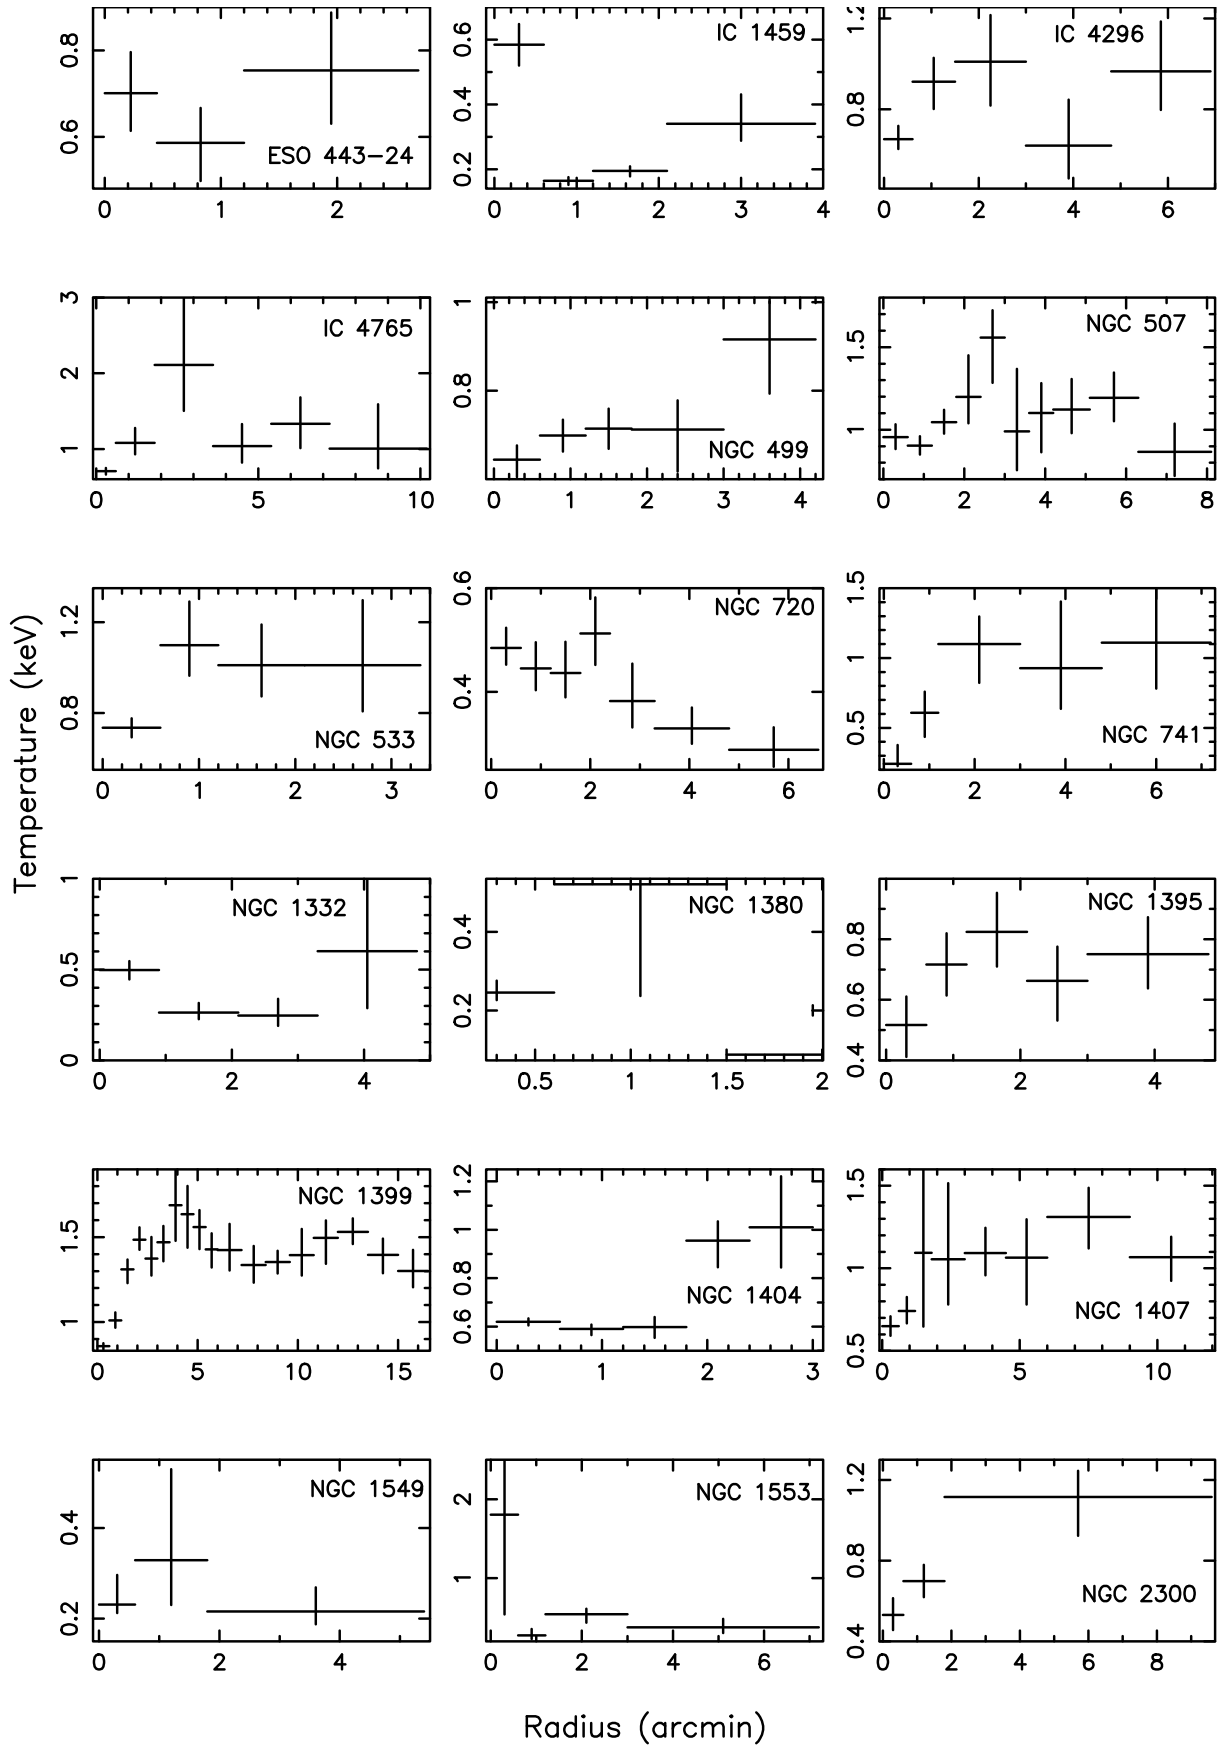 0.8
0.6
ESO 443−24
0 1 2
0.6
0.4
0.2
IC 1459
0 1 2 3 4
1.2
0.8
IC 4296
0 2 4 6
3
2
1
IC 4765
0 5 10
1
0.8
NGC 499
0 1 2 3 4
1.5
1
NGC 507
0 2 4 6 8
Temperature (keV)
1.2
0.8
NGC 533
0 1 2 3
0.6
0.4
NGC 720
0 2 4 6
1.5
1
0.5
NGC 741
0 2 4 6
1
0.5
0
NGC 1332
0 2 4
0.4
0.2
NGC 1380
0.5 1 1.5 2
0.8
0.6
0.4
NGC 1395
0 2 4
1.5
1
NGC 1399
0 5 10 15
1.2
1
0.8
0.6
NGC 1404
0 1 2 3
1.5
1
0.5
NGC 1407
0 5 10
0.4
0.2
NGC 1549
0 2 4
2
1
NGC 1553
0 2 4 6
1.2
0.8
0.4
NGC 2300
0 2 4 6 8
Radius (arcmin)